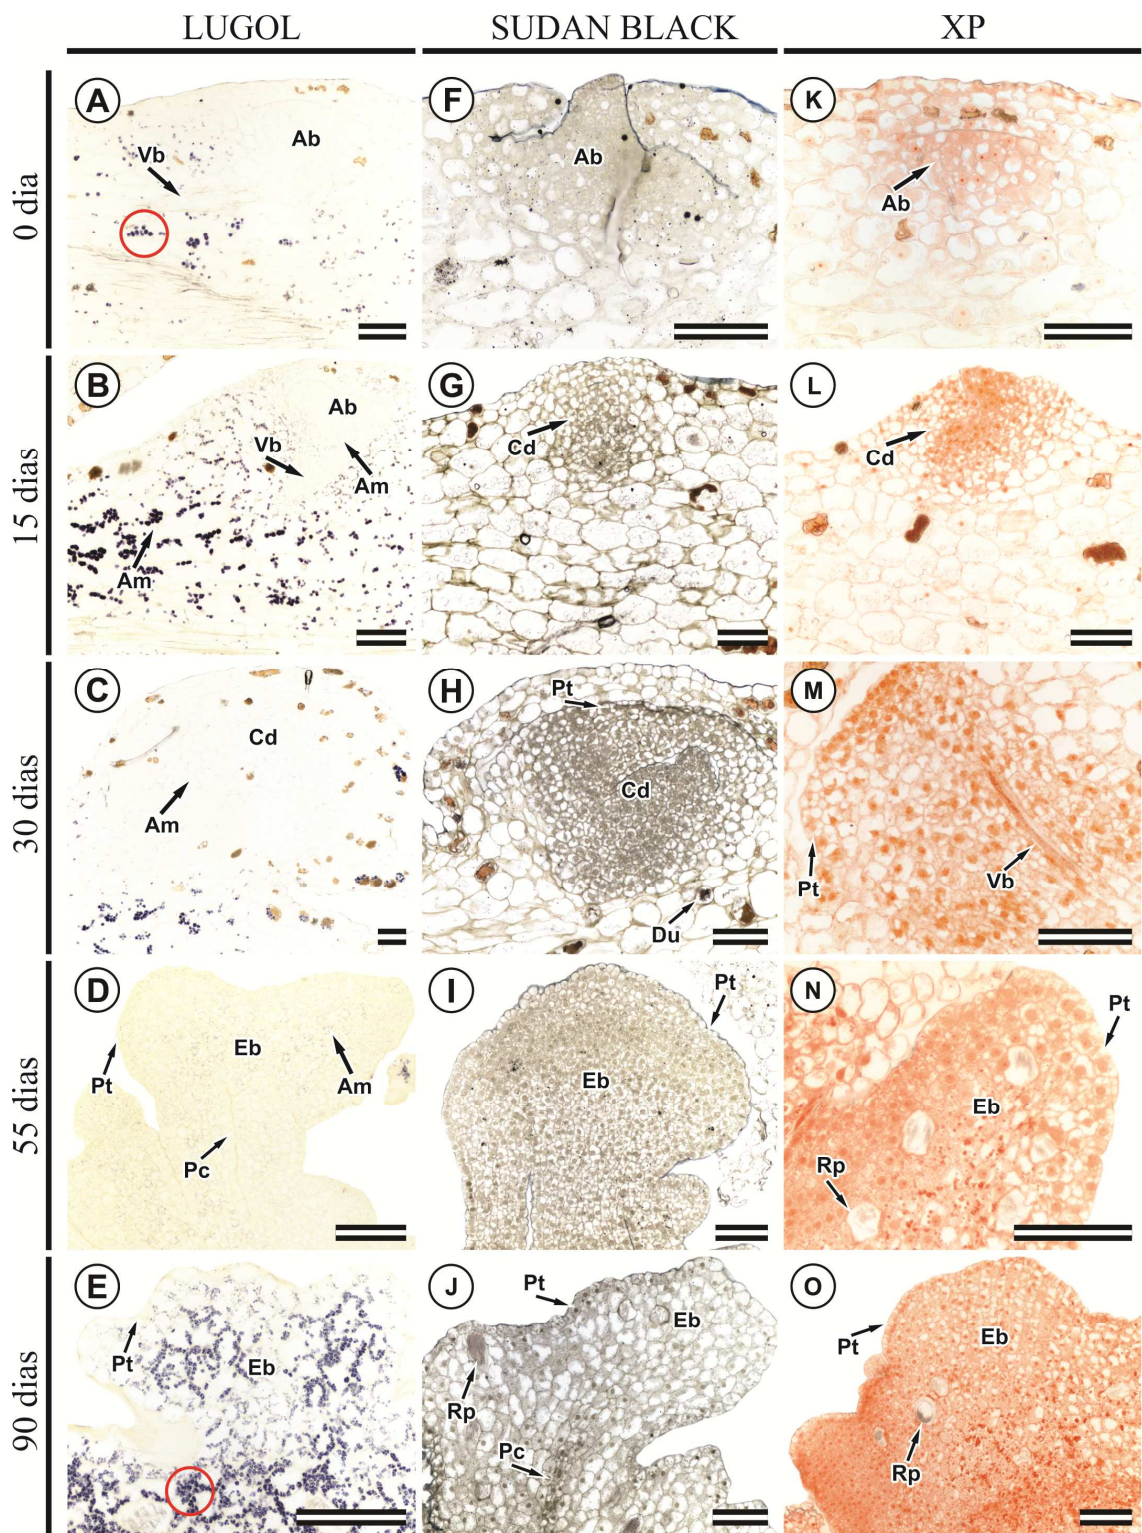 LUGOL SUDAN BLACK XP
0 dia
A
Ab
Vb
F
Ab
K
Ab
15 dias
B
Ab
Vb
Am
Am
G
Cd
L
Cd
30 dias
C
Cd
Am
H
Pt
Cd
Du
M
Pt
Vb
55 dias
D
Eb
Pt
Am
Pc
I
Pt
Eb
N
Pt
Eb
Rp
90 dias
E
Pt
Eb
J
Pt
Eb
Rp
Pc
O
Pt
Eb
Rp